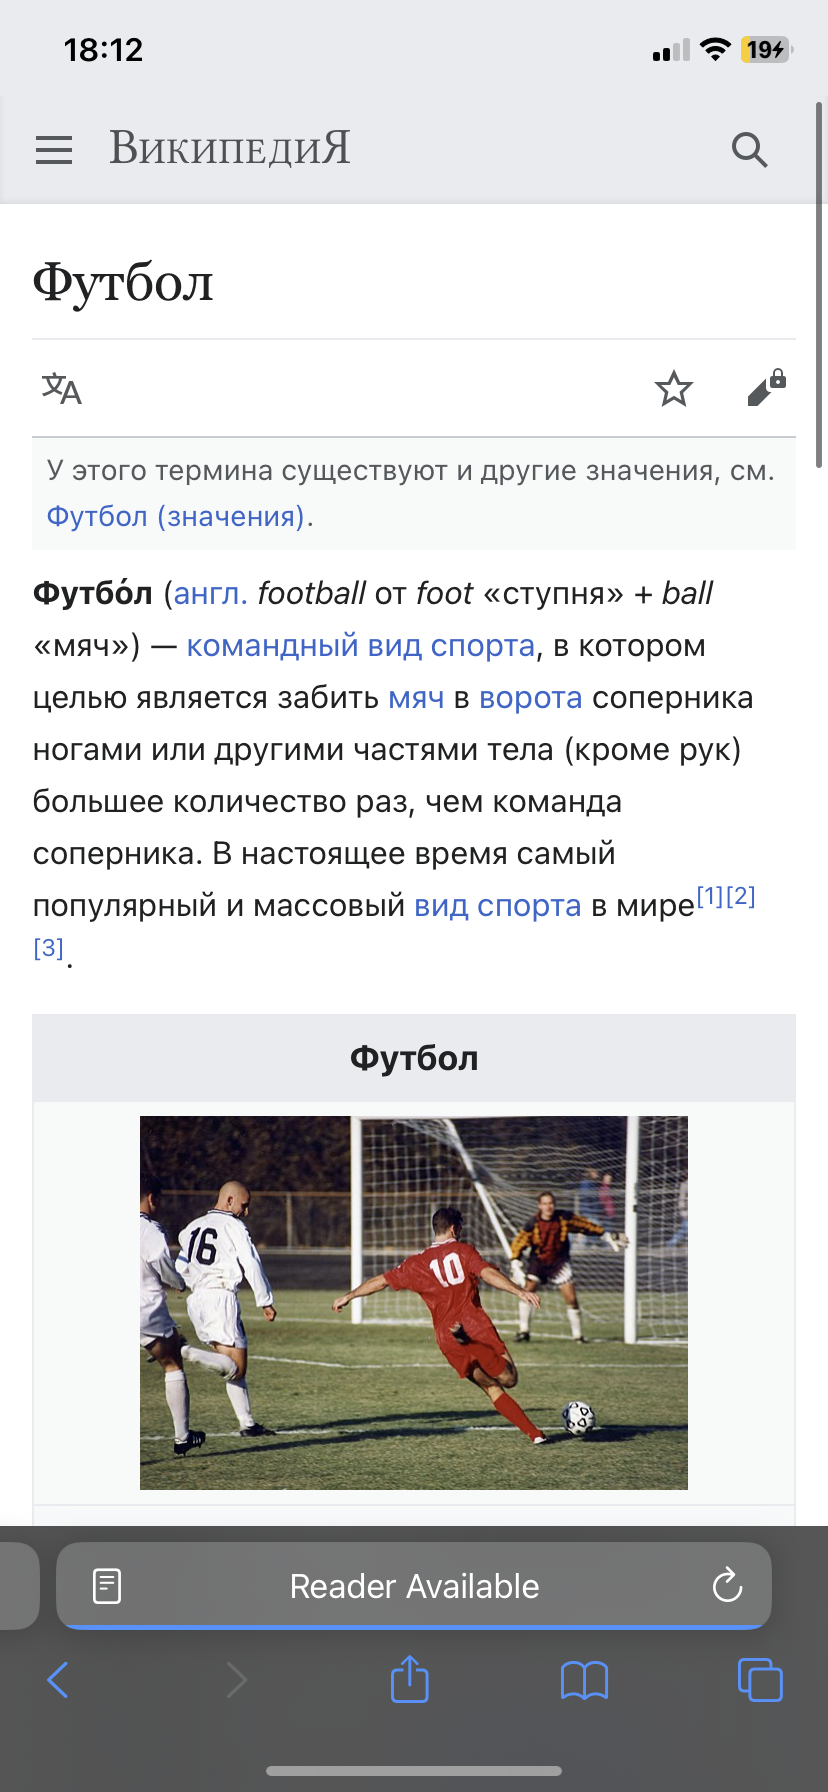 18:12
19
ВикипедиЯ
Футбол
У этого термина существуют и другие значения, см.
Футбол (значения).
Футбо́л (англ. football от foot «ступня» + ball
«мяч») — командный вид спорта, в котором
целью является забить мяч в ворота соперника
ногами или другими частями тела (кроме рук)
большее количество раз, чем команда
соперника. В настоящее время самый
популярный и массовый вид спорта в мире[1][2]
[3].
Футбол
16
10
Reader Available